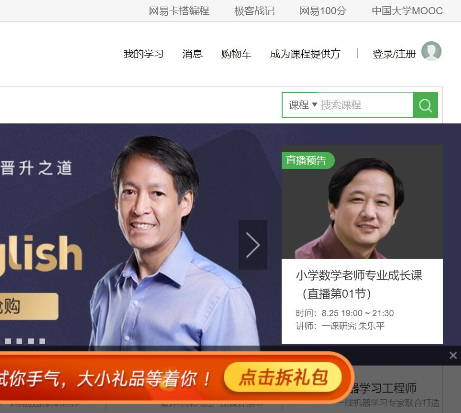 网易卡搭编程 极客战记 网易100分 中国大学MOOC
我的学习 消息 购物车 成为课程提供方 | 登录/注册
课程 搜索课程
直播预告
晋升之道
glish
抢购
小学数学老师专业成长课
（直播第01节）
时间：8.25 19:00 ~ 21:30
讲师：一课研究 朱乐平
试你手气，大小礼品等着你！ 点击拆礼包
器学习工程师